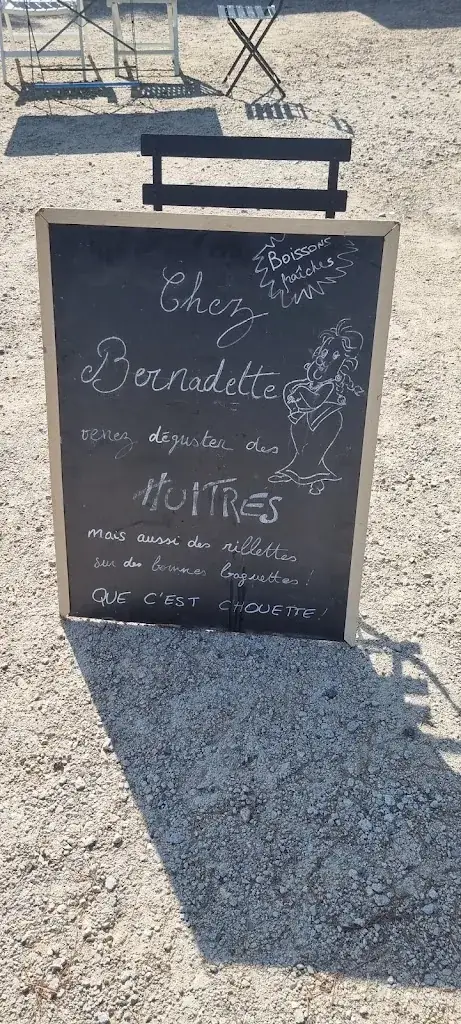 Boissons
fraîches
Chez
Bernadette
venez déguster des
HUITRES
mais aussi des rillettes
sur des bonnes baguettes !
QUE C'EST CHOUETTE !